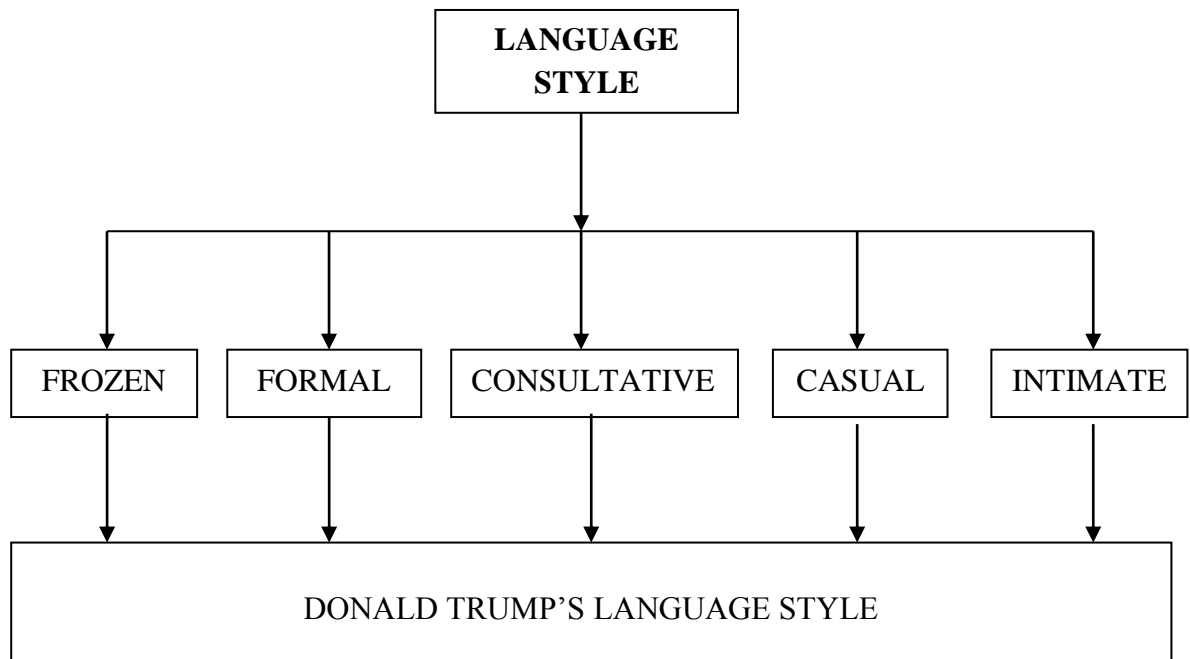 LANGUAGE
STYLE
FROZEN
FORMAL
CONSULTATIVE
CASUAL
INTIMATE
DONALD TRUMP’S LANGUAGE STYLE